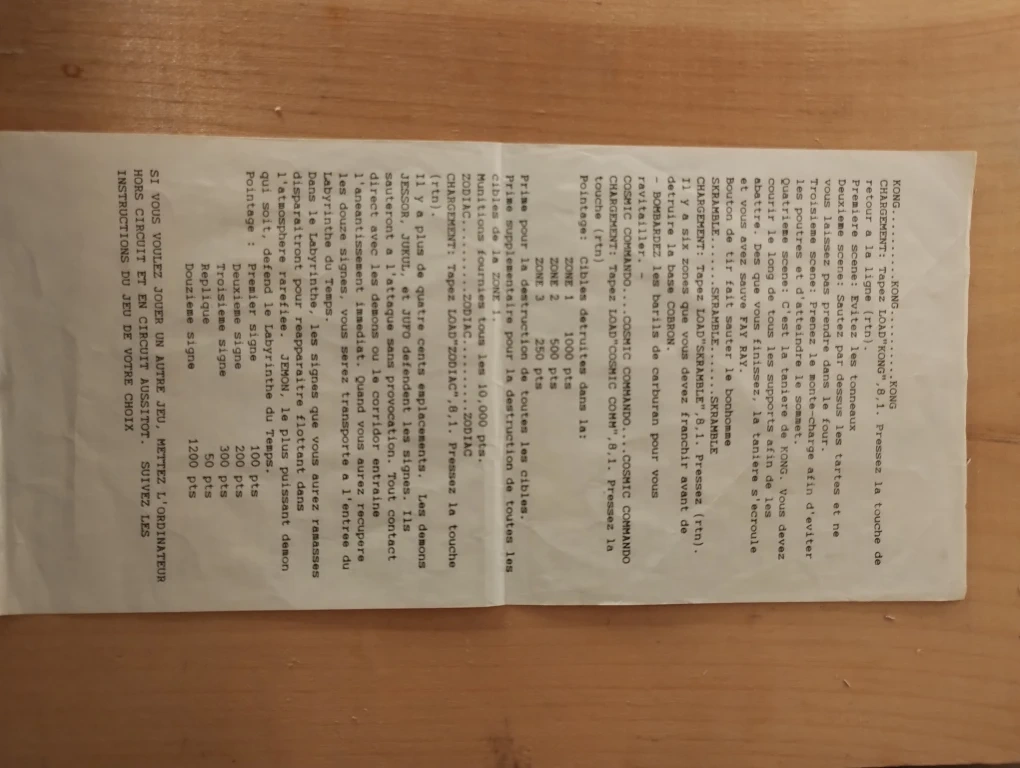 KONG.........KONG.........KONG
CHARGEMENT: Tapez LOAD"KONG",8,1. Pressez la touche de
retour a la ligne (rtn).
Premiere scene: Evitez les tonneaux
Deuxieme scene: Sautez par dessus les tartes et ne
vous laissez pas prendre dans le four.
Troisieme scene: Prenez le monte-charge afin d'eviter
les poutres et d'atteindre le sommet.
Quatrieme scene: C'est la taniere de KONG. Vous devez
courir le long de tous les supports afin de les
abattre. Des que vous finissez, la taniere s'ecroule
et vous avez sauve FAY RAY.
Bouton de tir fait sauter le bonhomme
SKRAMBLE.......SKRAMBLE.......SKRAMBLE
CHARGEMENT: Tapez LOAD"SKRAMBLE",8,1. Pressez (rtn).
Il y a six zones que vous devez franchir avant de
detruire la base COBRON.
- BOMBARDEZ les barils de carburan pour vous
ravitailler. -
COSMIC COMMANDO...COSMIC COMMANDO...COSMIC COMMANDO
CHARGEMENT: Tapez LOAD"COSMIC COMM",8,1. Pressez la
touche (rtn)
Pointage: Cibles detruites dans la:
ZONE 1 1000 pts
ZONE 2 500 pts
ZONE 3 250 pts
Prime pour la destruction de toutes les cibles.
Prime supplementaire pour la destruction de toutes les
cibles de la ZONE 1.
Munitions fournies tous les 10,000 pts.
ZODIAC..........ZODIAC..........ZODIAC
CHARGEMENT: Tapez LOAD"ZODIAC",8,1. Pressez la touche
(rtn).
Il y a plus de quatre cents emplacements. Les demons
JESSOR, JUKUL, et JUFO defendent les signes: Ils
sauteront a l'attaque sans provocation. Tout contact
direct avec les demons ou le corridor entraine
l'aneantissement immediat. Quand vous aurez recupere
les douze signes, vous serez transporte a l'entree du
Labyrinthe du Temps.
Dans le Labyrinthe, les signes que vous aurez ramasses
disparaitront pour reapparaitre flottant dans
l'atmosphere rarefiee. JEMON, le plus puissant demon
qui soit, defend le Labyrinthe du Temps.
Pointage : Premier signe 100 pts
Deuxieme signe 200 pts
Troisieme signe 300 pts
Replique 50 pts
Douzieme signe 1200 pts
SI VOUS VOULEZ JOUER UN AUTRE JEU, METTEZ L'ORDINATEUR
HORS CIRCUIT ET EN CIRCUIT AUSSITOT. SUIVEZ LES
INSTRUCTIONS DU JEU DE VOTRE CHOIX